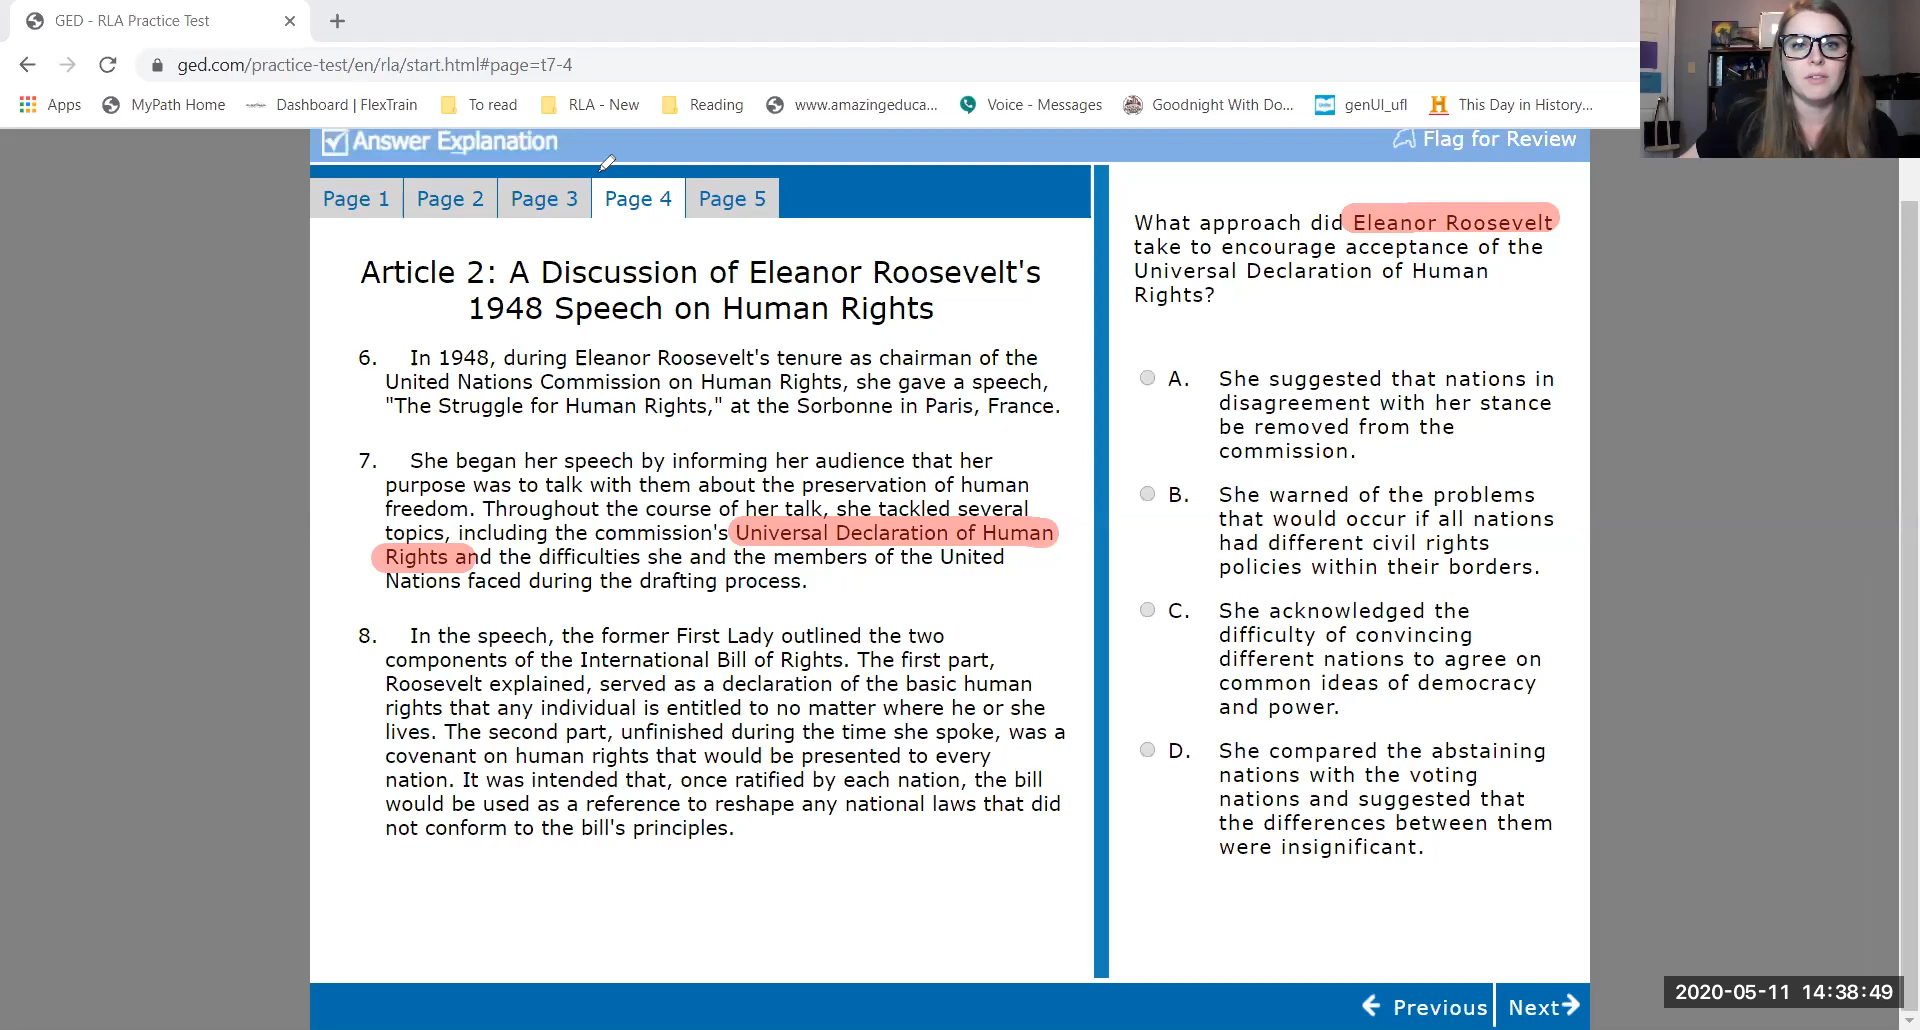 GED - RLA Practice Test
ged.com/practice-test/en/rla/start.html#page=t7-4
Apps MyPath Home Dashboard | FlexTrain To read RLA - New Reading www.amazingeduca... Voice - Messages Goodnight With Do... genUI_ufl This Day in History...
Answer Explanation Flag for Review
Page 1 Page 2 Page 3 Page 4 Page 5
Article 2: A Discussion of Eleanor Roosevelt's
1948 Speech on Human Rights
6. In 1948, during Eleanor Roosevelt's tenure as chairman of the
United Nations Commission on Human Rights, she gave a speech,
"The Struggle for Human Rights," at the Sorbonne in Paris, France.
7. She began her speech by informing her audience that her
purpose was to talk with them about the preservation of human
freedom. Throughout the course of her talk, she tackled several
topics, including the commission's Universal Declaration of Human
Rights and the difficulties she and the members of the United
Nations faced during the drafting process.
8. In the speech, the former First Lady outlined the two
components of the International Bill of Rights. The first part,
Roosevelt explained, served as a declaration of the basic human
rights that any individual is entitled to no matter where he or she
lives. The second part, unfinished during the time she spoke, was a
covenant on human rights that would be presented to every
nation. It was intended that, once ratified by each nation, the bill
would be used as a reference to reshape any national laws that did
not conform to the bill's principles.
What approach did Eleanor Roosevelt
take to encourage acceptance of the
Universal Declaration of Human
Rights?
A. She suggested that nations in
disagreement with her stance
be removed from the
commission.
B. She warned of the problems
that would occur if all nations
had different civil rights
policies within their borders.
C. She acknowledged the
difficulty of convincing
different nations to agree on
common ideas of democracy
and power.
D. She compared the abstaining
nations with the voting
nations and suggested that
the differences between them
were insignificant.
Previous Next
2020-05-11 14:38:49